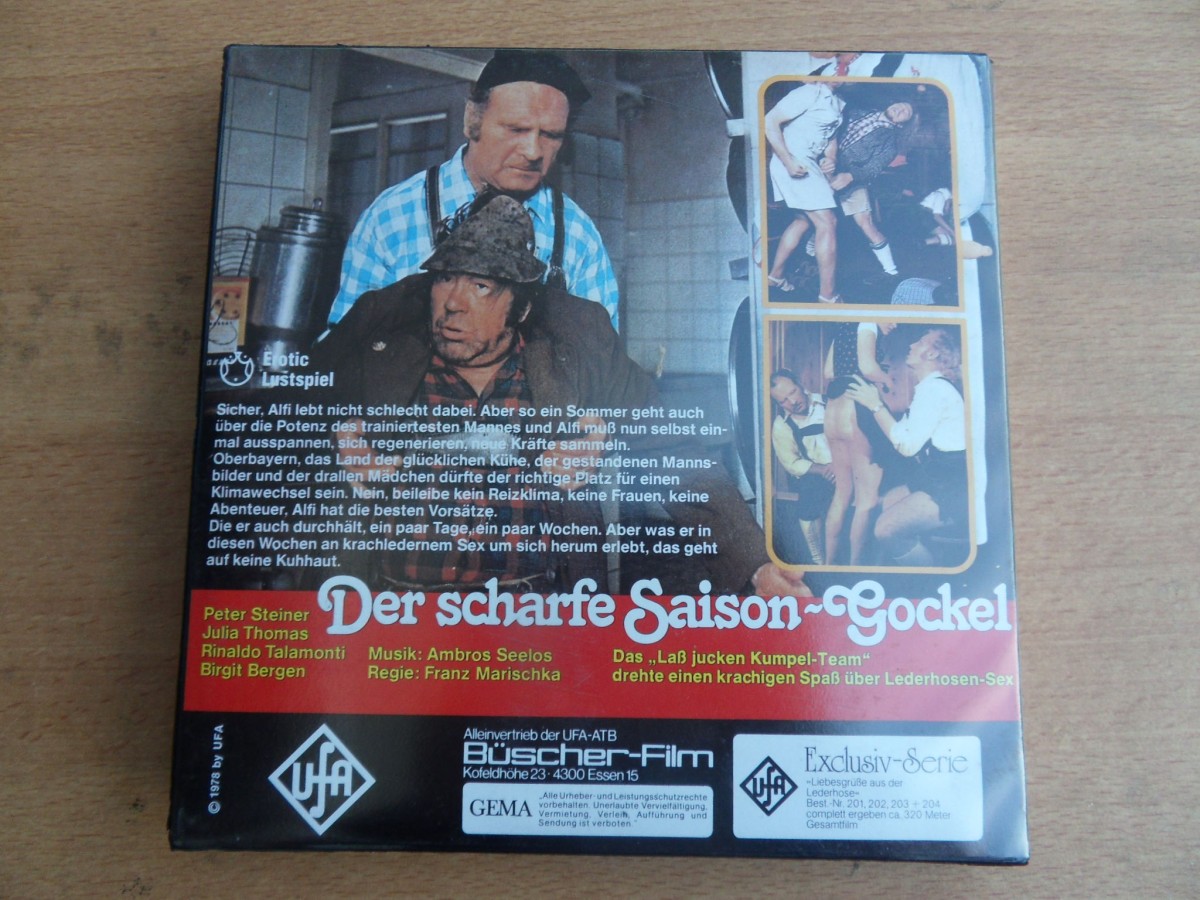 Erotic
Lustspiel
Sicher, Alfi lebt nicht schlecht dabei. Aber so ein Sommer geht auch
über die Potenz des trainiertesten Mannes und Alfi muß nun selbst ein-
mal ausspannen, sich regenerieren, neue Kräfte sammeln.
Oberbayern, das Land der glücklichen Kühe, der gestandenen Manns-
bilder und der drallen Mädchen dürfte der richtige Platz für einen
Klimawechsel sein. Nein, beileibe kein Reizklima, keine Frauen, keine
Abenteuer, Alfi hat die besten Vorsätze.
Die er auch durchhält, ein paar Tage, ein paar Wochen. Aber was er in
diesen Wochen an krachledernem Sex um sich herum erlebt, das geht
auf keine Kuhhaut.
Der scharfe Saison-Gockel
Peter Steiner
Julia Thomas
Rinaldo Talamonti
Birgit Bergen
Musik: Ambros Seelos
Regie: Franz Marischka
Das „Laß jucken Kumpel-Team"
drehte einen krachigen Spaß über Lederhosen-Sex
© 1978 by UFA
UFA
Alleinvertrieb der UFA-ATB
Büscher-Film
Kofeldhöhe 23 · 4300 Essen 15
GEMA
„Alle Urheber- und Leistungsschutzrechte
vorbehalten. Unerlaubte Vervielfältigung,
Vermietung, Verleih, Aufführung und
Sendung ist verboten."
UFA
Exclusiv-Serie
»Liebesgrüße aus der
Lederhose«
Best.-Nr. 201, 202, 203 + 204
complett ergeben ca. 320 Meter
Gesamtfilm